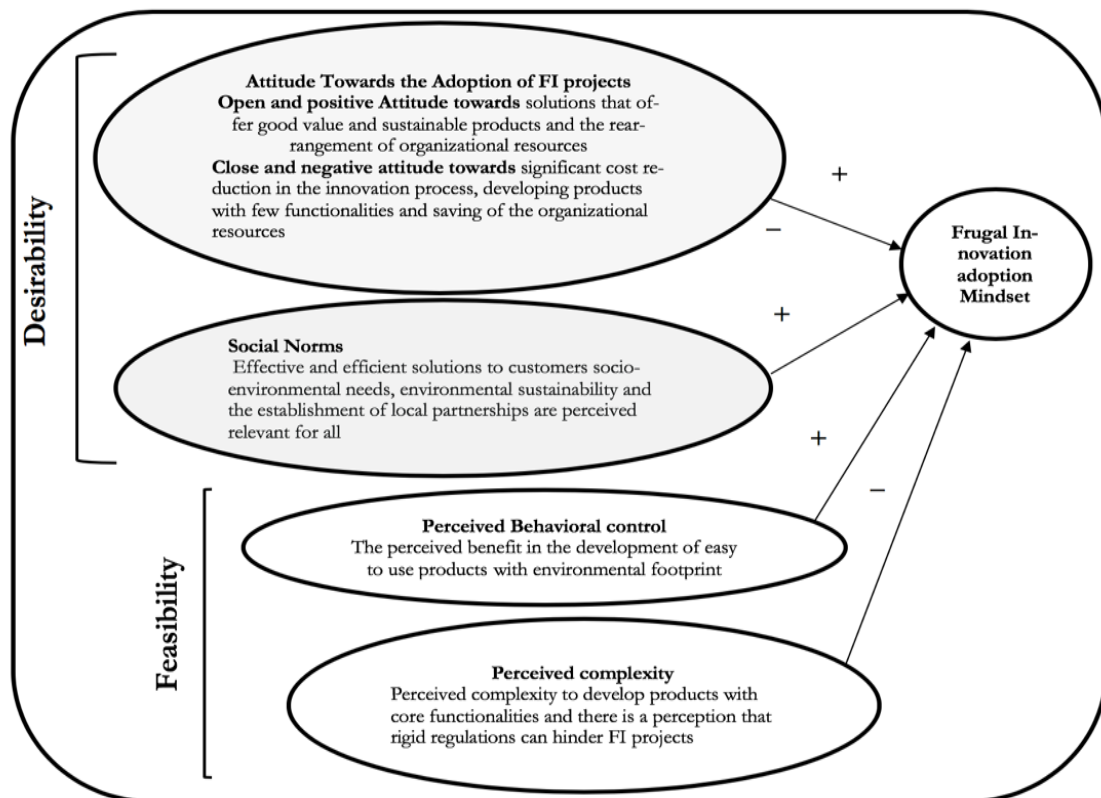 Desirability
Attitude Towards the Adoption of FI projects
Open and positive Attitude towards solutions that of-
fer good value and sustainable products and the rear-
rangement of organizational resources
Close and negative attitude towards significant cost re-
duction in the innovation process, developing products
with few functionalities and saving of the organizational
resources
+
−
Frugal In-
novation
adoption
Mindset
Social Norms
Effective and efficient solutions to customers socio-
environmental needs, environmental sustainability and
the establishment of local partnerships are perceived
relevant for all
+
Feasibility
Perceived Behavioral control
The perceived benefit in the development of easy
to use products with environmental footprint
+
−
Perceived complexity
Perceived complexity to develop products with
core functionalities and there is a perception that
rigid regulations can hinder FI projects